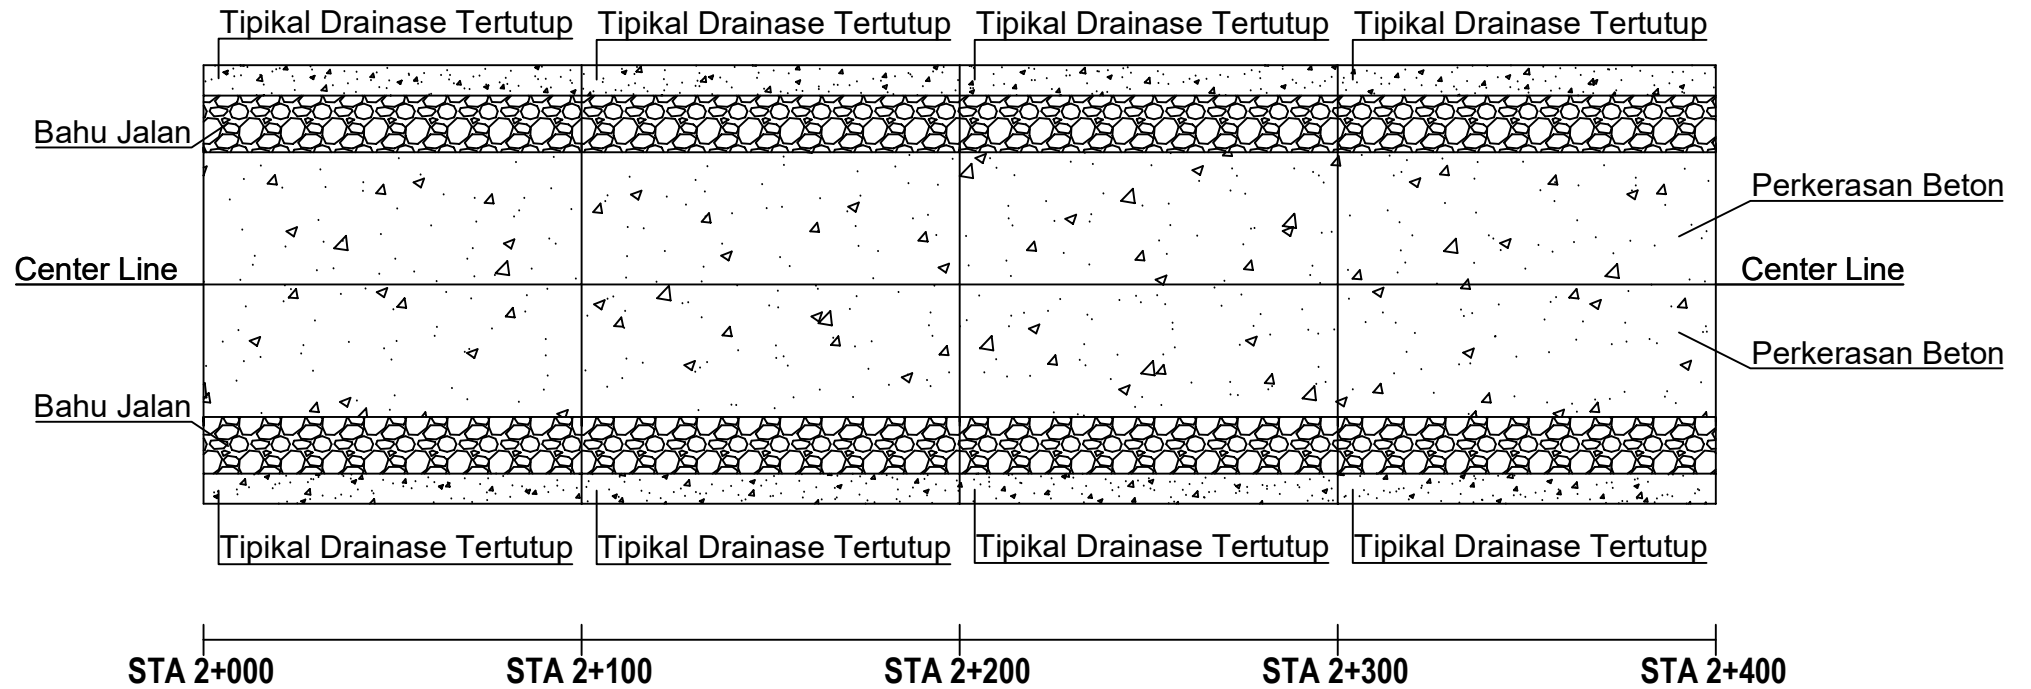 Tipikal Drainase Tertutup
Tipikal Drainase Tertutup
Tipikal Drainase Tertutup
Tipikal Drainase Tertutup
Bahu Jalan
Perkerasan Beton
Center Line
Center Line
Perkerasan Beton
Bahu Jalan
Tipikal Drainase Tertutup
Tipikal Drainase Tertutup
Tipikal Drainase Tertutup
Tipikal Drainase Tertutup
STA 2+000
STA 2+100
STA 2+200
STA 2+300
STA 2+400